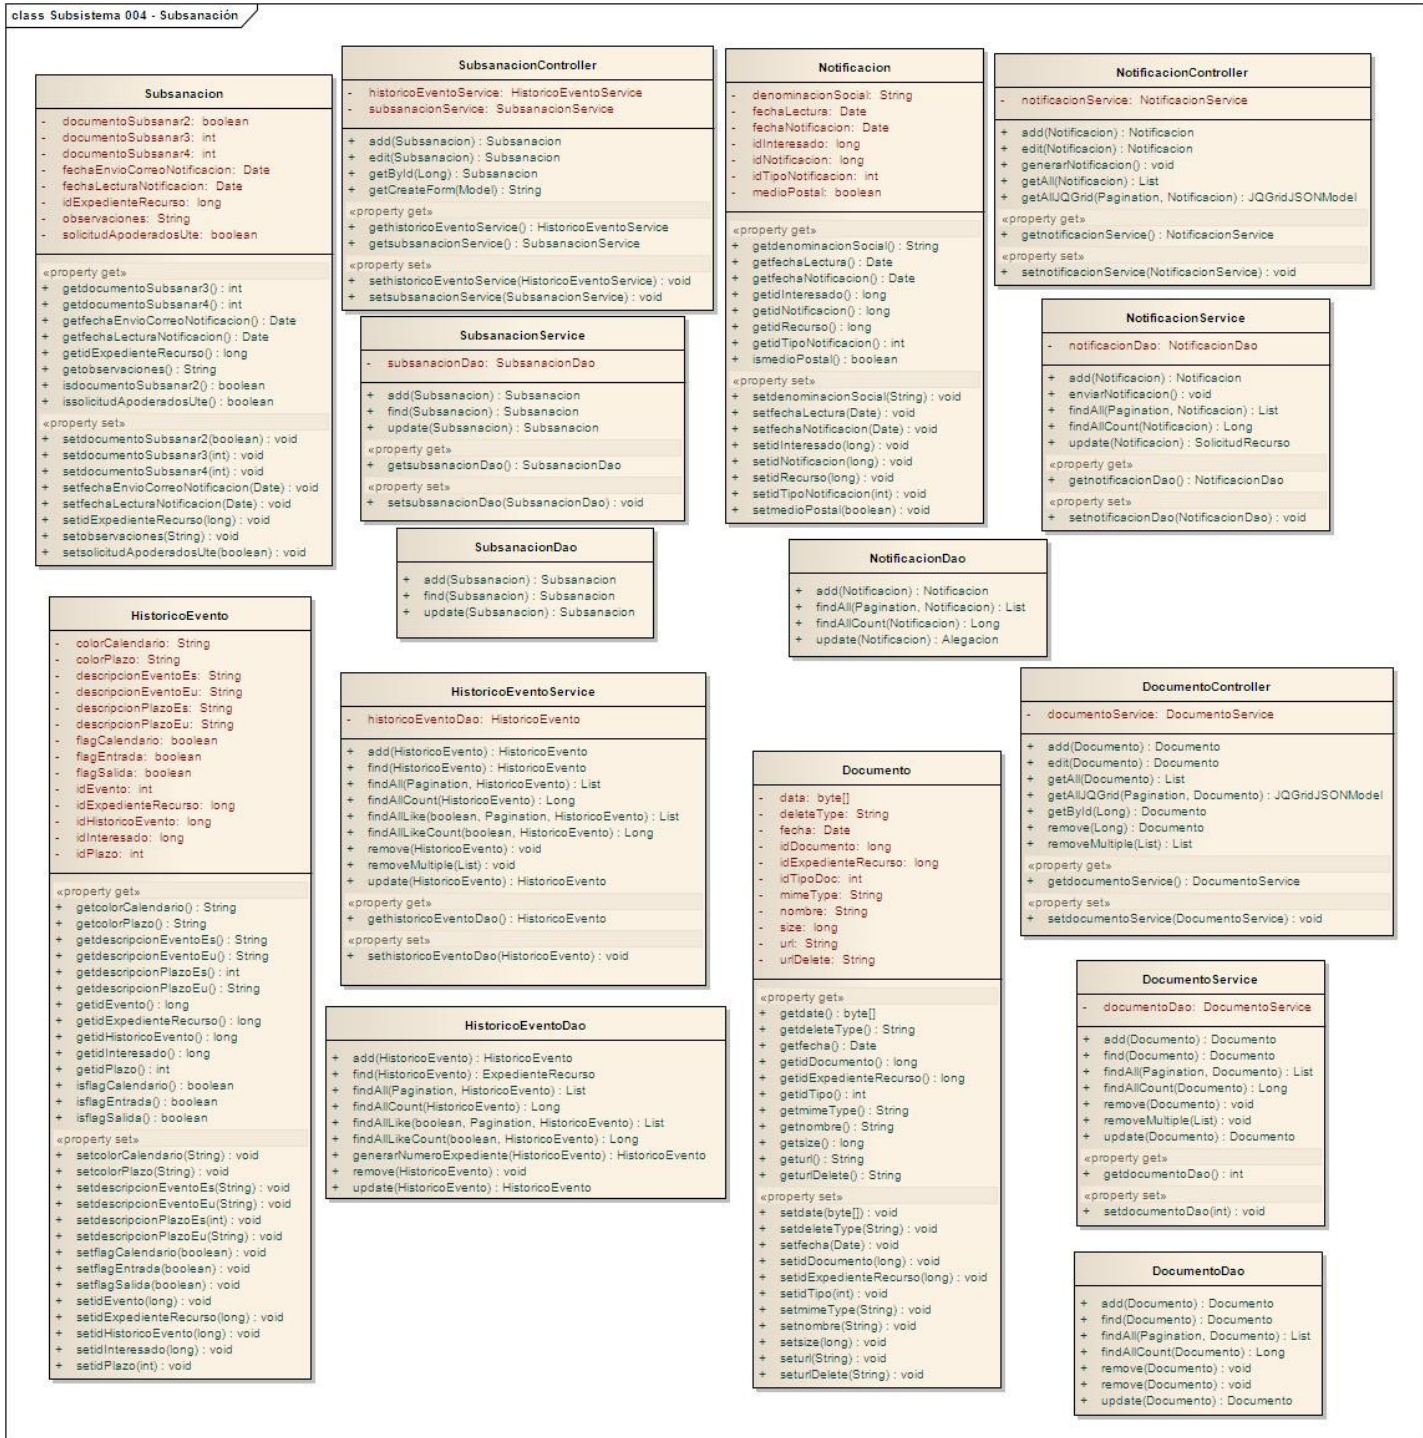 class Subsistema 004 - Subsanación
Subsanacion
- documentoSubsanar2: boolean
- documentoSubsanar3: int
- documentoSubsanar4: int
- fechaEnvioCorreoNotificacion: Date
- fechaLecturaNotificacion: Date
- idExpedienteRecurso: long
- observaciones: String
- solicitudApoderadosUte: boolean
«property get»
+ getdocumentoSubsanar3() : int
+ getdocumentoSubsanar4() : int
+ getfechaEnvioCorreoNotificacion() : Date
+ getfechaLecturaNotificacion() : Date
+ getidExpedienteRecurso() : long
+ getobservaciones() : String
+ isdocumentoSubsanar2() : boolean
+ issolicitudApoderadosUte() : boolean
«property set»
+ setdocumentoSubsanar2(boolean) : void
+ setdocumentoSubsanar3(int) : void
+ setdocumentoSubsanar4(int) : void
+ setfechaEnvioCorreoNotificacion(Date) : void
+ setfechaLecturaNotificacion(Date) : void
+ setidExpedienteRecurso(long) : void
+ setobservaciones(String) : void
+ setsolicitudApoderadosUte(boolean) : void
SubsanacionController
- historicoEventoService: HistoricoEventoService
- subsanacionService: SubsanacionService
+ add(Subsanacion) : Subsanacion
+ edit(Subsanacion) : Subsanacion
+ getById(Long) : Subsanacion
+ getCreateForm(Model) : String
«property get»
+ gethistoricoEventoService() : HistoricoEventoService
+ getsubsanacionService() : SubsanacionService
«property set»
+ sethistoricoEventoService(HistoricoEventoService) : void
+ setsubsanacionService(SubsanacionService) : void
SubsanacionService
- subsanacionDao: SubsanacionDao
+ add(Subsanacion) : Subsanacion
+ find(Subsanacion) : Subsanacion
+ update(Subsanacion) : Subsanacion
«property get»
+ getsubsanacionDao() : SubsanacionDao
«property set»
+ setsubsanacionDao(SubsanacionDao) : void
SubsanacionDao
+ add(Subsanacion) : Subsanacion
+ find(Subsanacion) : Subsanacion
+ update(Subsanacion) : Subsanacion
Notificacion
- denominacionSocial: String
- fechaLectura: Date
- fechaNotificacion: Date
- idInteresado: long
- idNotificacion: long
- idTipoNotificacion: int
- medioPostal: boolean
«property get»
+ getdenominacionSocial() : String
+ getfechaLectura() : Date
+ getfechaNotificacion() : Date
+ getidInteresado() : long
+ getidNotificacion() : long
+ getidRecurso() : long
+ getidTipoNotificacion() : int
+ ismedioPostal() : boolean
«property set»
+ setdenominacionSocial(String) : void
+ setfechaLectura(Date) : void
+ setfechaNotificacion(Date) : void
+ setidInteresado(long) : void
+ setidNotificacion(long) : void
+ setidRecurso(long) : void
+ setidTipoNotificacion(int) : void
+ setmedioPostal(boolean) : void
NotificacionController
- notificacionService: NotificacionService
+ add(Notificacion) : Notificacion
+ edit(Notificacion) : Notificacion
+ generarNotificacion() : void
+ getAll(Notificacion) : List
+ getAllJQGrid(Pagination, Notificacion) : JQGridJSONModel
«property get»
+ getnotificacionService() : NotificacionService
«property set»
+ setnotificacionService(NotificacionService) : void
NotificacionService
- notificacionDao: NotificacionDao
+ add(Notificacion) : Notificacion
+ enviarNotificacion() : void
+ findAll(Pagination, Notificacion) : List
+ findAllCount(Notificacion) : Long
+ update(Notificacion) : SolicitudRecurso
«property get»
+ getnotificacionDao() : NotificacionDao
«property set»
+ setnotificacionDao(NotificacionDao) : void
NotificacionDao
+ add(Notificacion) : Notificacion
+ findAll(Pagination, Notificacion) : List
+ findAllCount(Notificacion) : Long
+ update(Notificacion) : Alegacion
HistoricoEvento
- colorCalendario: String
- colorPlazo: String
- descripcionEventoEs: String
- descripcionEventoEu: String
- descripcionPlazoEs: String
- descripcionPlazoEu: String
- flagCalendario: boolean
- flagEntrada: boolean
- flagSalida: boolean
- idEvento: int
- idExpedienteRecurso: long
- idHistoricoEvento: long
- idInteresado: long
- idPlazo: int
«property get»
+ getcolorCalendario() : String
+ getcolorPlazo() : String
+ getdescripcionEventoEs() : String
+ getdescripcionEventoEu() : String
+ getdescripcionPlazoEs() : int
+ getdescripcionPlazoEu() : String
+ getidEvento() : long
+ getidExpedienteRecurso() : long
+ getidHistoricoEvento() : long
+ getidInteresado() : long
+ getidPlazo() : int
+ isflagCalendario() : boolean
+ isflagEntrada() : boolean
+ isflagSalida() : boolean
«property set»
+ setcolorCalendario(String) : void
+ setcolorPlazo(String) : void
+ setdescripcionEventoEs(String) : void
+ setdescripcionEventoEu(String) : void
+ setdescripcionPlazoEs(int) : void
+ setdescripcionPlazoEu(String) : void
+ setflagCalendario(boolean) : void
+ setflagEntrada(boolean) : void
+ setflagSalida(boolean) : void
+ setidEvento(long) : void
+ setidExpedienteRecurso(long) : void
+ setidHistoricoEvento(long) : void
+ setidInteresado(long) : void
+ setidPlazo(int) : void
HistoricoEventoService
- historicoEventoDao: HistoricoEvento
+ add(HistoricoEvento) : HistoricoEvento
+ find(HistoricoEvento) : HistoricoEvento
+ findAll(Pagination, HistoricoEvento) : List
+ findAllCount(HistoricoEvento) : Long
+ findAllLike(boolean, Pagination, HistoricoEvento) : List
+ findAllLikeCount(boolean, HistoricoEvento) : Long
+ remove(HistoricoEvento) : void
+ removeMultiple(List) : void
+ update(HistoricoEvento) : HistoricoEvento
«property get»
+ gethistoricoEventoDao() : HistoricoEvento
«property set»
+ sethistoricoEventoDao(HistoricoEvento) : void
HistoricoEventoDao
+ add(HistoricoEvento) : HistoricoEvento
+ find(HistoricoEvento) : ExpedienteRecurso
+ findAll(Pagination, HistoricoEvento) : List
+ findAllCount(HistoricoEvento) : Long
+ findAllLike(boolean, Pagination, HistoricoEvento) : List
+ findAllLikeCount(boolean, HistoricoEvento) : Long
+ generarNumeroExpediente(HistoricoEvento) : HistoricoEvento
+ remove(HistoricoEvento) : void
+ update(HistoricoEvento) : HistoricoEvento
Documento
- data: byte[]
- deleteType: String
- fecha: Date
- idDocumento: long
- idExpedienteRecurso: long
- idTipoDoc: int
- mimeType: String
- nombre: String
- size: long
- url: String
- urlDelete: String
«property get»
+ getdate() : byte[]
+ getdeleteType() : String
+ getfecha() : Date
+ getidDocumento() : long
+ getidExpedienteRecurso() : long
+ getidTipo() : int
+ getmimeType() : String
+ getnombre() : String
+ getsize() : long
+ geturl() : String
+ geturlDelete() : String
«property set»
+ setdate(byte[]) : void
+ setdeleteType(String) : void
+ setfecha(Date) : void
+ setidDocumento(long) : void
+ setidExpedienteRecurso(long) : void
+ setidTipo(int) : void
+ setmimeType(String) : void
+ setnombre(String) : void
+ setsize(long) : void
+ seturl(String) : void
+ seturlDelete(String) : void
DocumentoController
- documentoService: DocumentoService
+ add(Documento) : Documento
+ edit(Documento) : Documento
+ getAll(Documento) : List
+ getAllJQGrid(Pagination, Documento) : JQGridJSONModel
+ getById(Long) : Documento
+ remove(Long) : Documento
+ removeMultiple(List) : List
«property get»
+ getdocumentoService() : DocumentoService
«property set»
+ setdocumentoService(DocumentoService) : void
DocumentoService
- documentoDao: DocumentoService
+ add(Documento) : Documento
+ find(Documento) : Documento
+ findAll(Pagination, Documento) : List
+ findAllCount(Documento) : Long
+ remove(Documento) : void
+ removeMultiple(List) : void
+ update(Documento) : Documento
«property get»
+ getdocumentoDao() : int
«property set»
+ setdocumentoDao(int) : void
DocumentoDao
+ add(Documento) : Documento
+ find(Documento) : Documento
+ findAll(Pagination, Documento) : List
+ findAllCount(Documento) : Long
+ remove(Documento) : void
+ remove(Documento) : void
+ update(Documento) : Documento